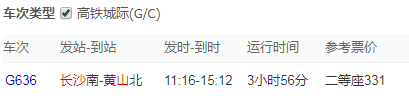 车次类型 高铁城际(G/C)
车次 发站-到站 发时-到时 运行时间 参考票价
G636 长沙南-黄山北 11:16-15:12 3小时56分 二等座331